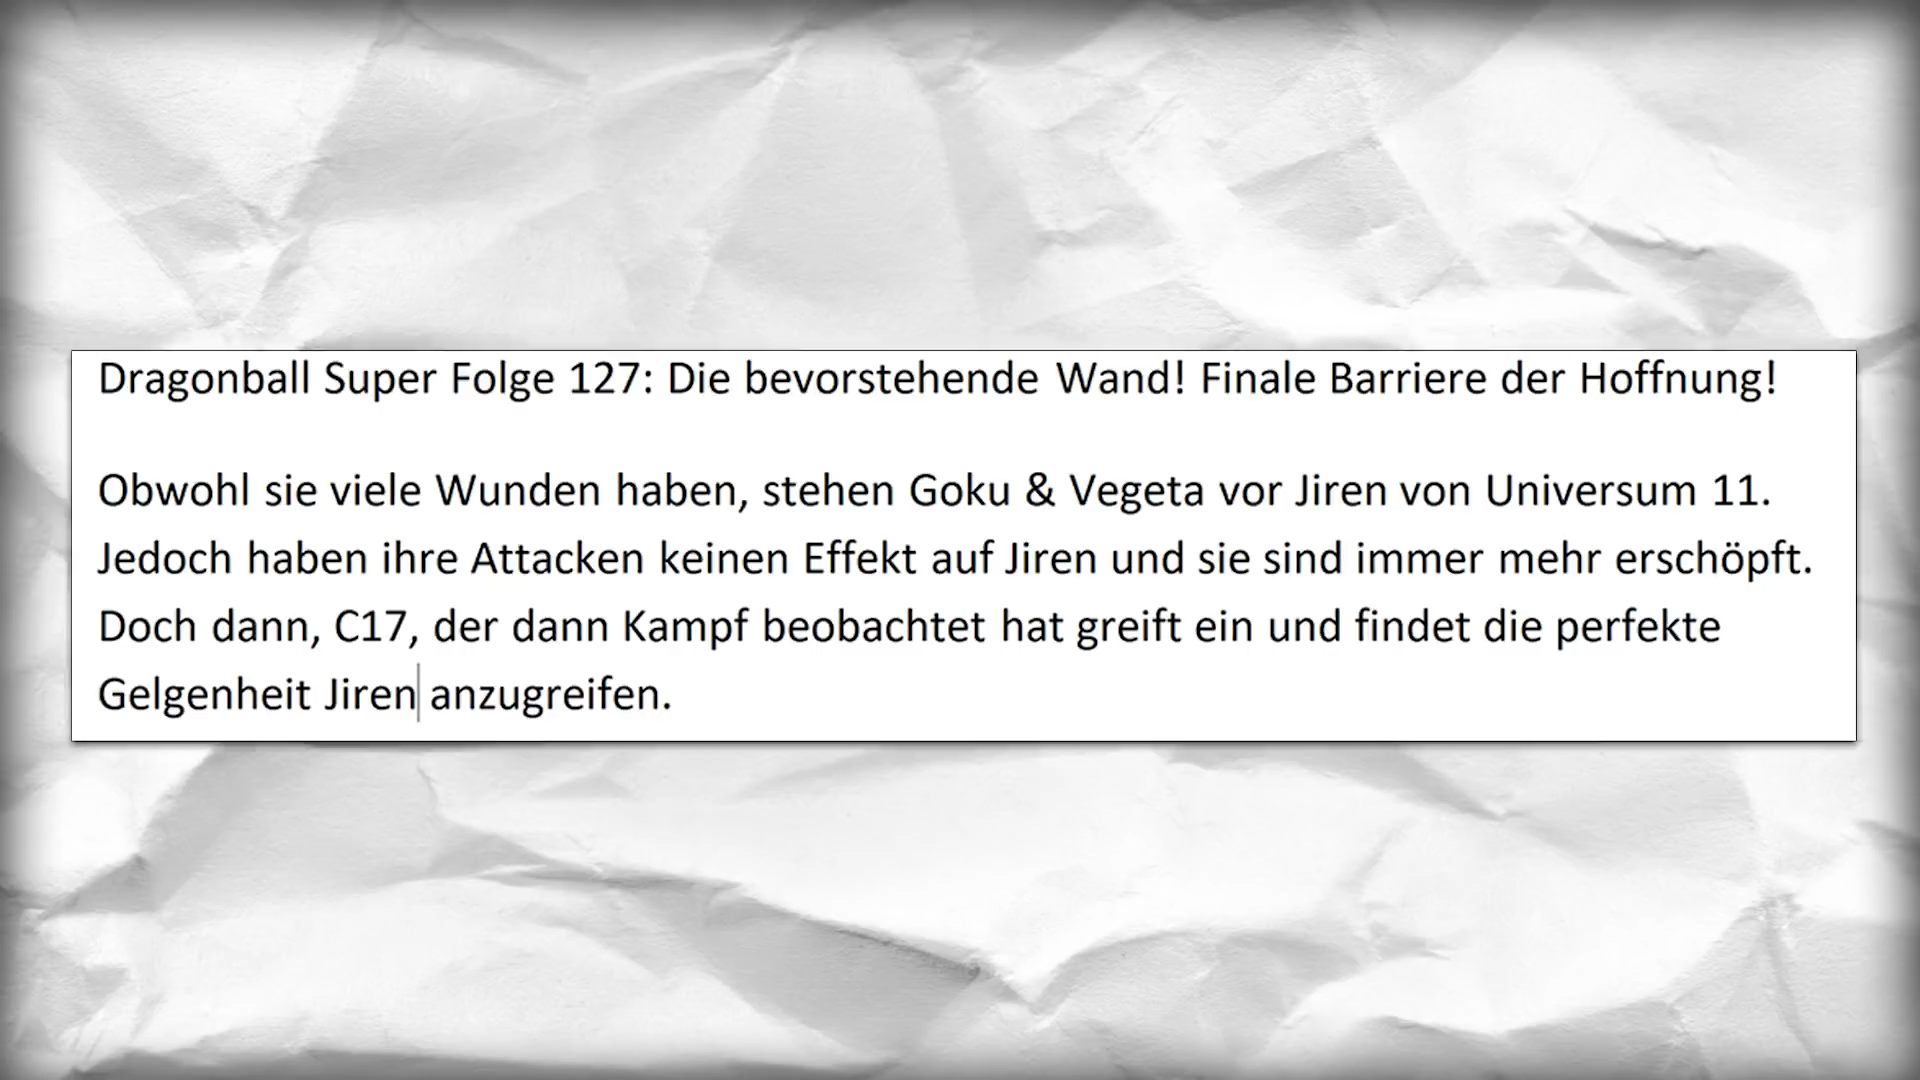 Dragonball Super Folge 127: Die bevorstehende Wand! Finale Barriere der Hoffnung!
Obwohl sie viele Wunden haben, stehen Goku & Vegeta vor Jiren von Universum 11.
Jedoch haben ihre Attacken keinen Effekt auf Jiren und sie sind immer mehr erschöpft.
Doch dann, C17, der dann Kampf beobachtet hat greift ein und findet die perfekte
Gelgenheit Jiren anzugreifen.